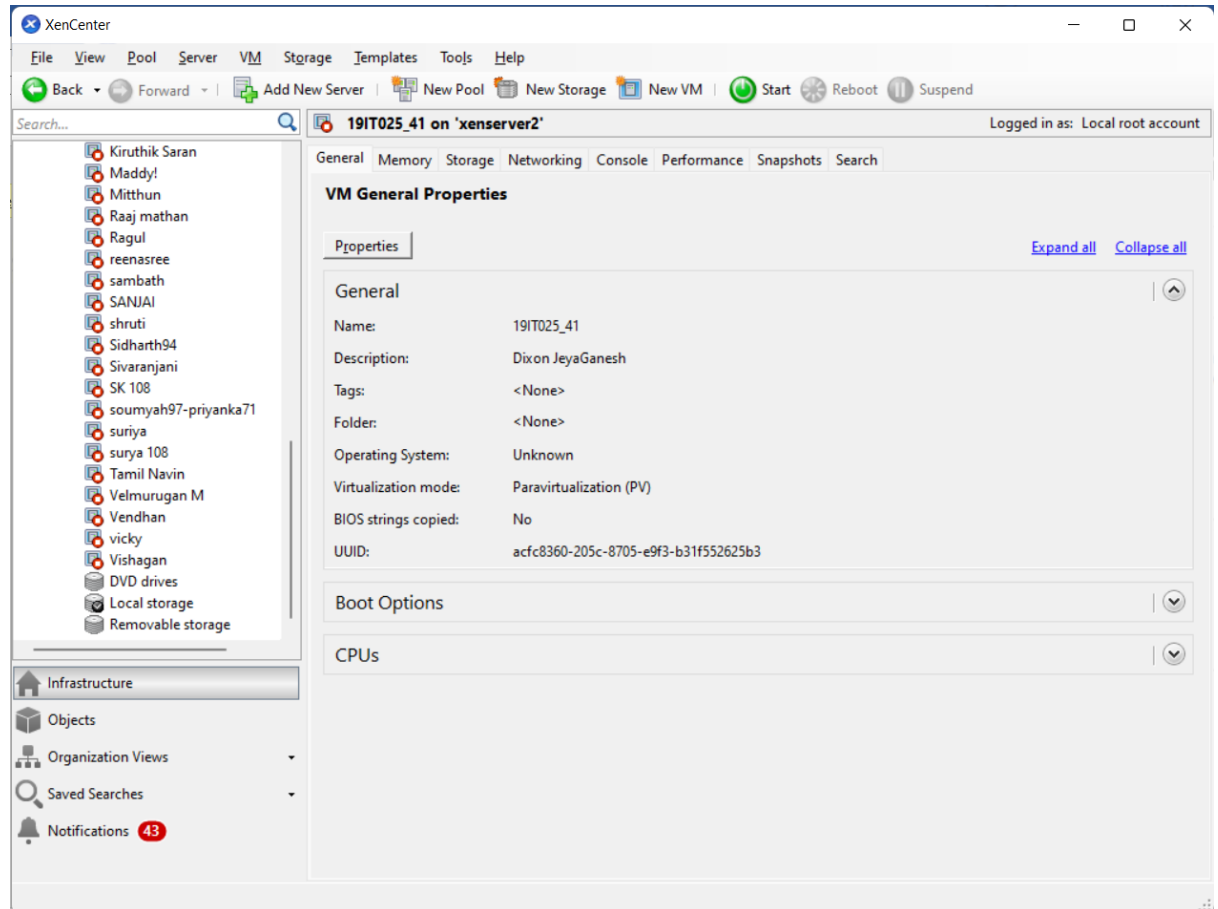 XenCenter
File View Pool Server VM Storage Templates Tools Help
Back Forward Add New Server New Pool New Storage New VM Start Reboot Suspend
Search...
19IT025_41 on 'xenserver2' Logged in as: Local root account
Kiruthik Saran
Maddy!
Mitthun
Raaj mathan
Ragul
reenasree
sambath
SANJAI
shruti
Sidharth94
Sivaranjani
SK 108
soumyah97-priyanka71
suriya
surya 108
Tamil Navin
Velmurugan M
Vendhan
vicky
Vishagan
DVD drives
Local storage
Removable storage
Infrastructure
Objects
Organization Views
Saved Searches
Notifications 43
General Memory Storage Networking Console Performance Snapshots Search
VM General Properties
Properties Expand all Collapse all
General
Name: 19IT025_41
Description: Dixon JeyaGanesh
Tags: <None>
Folder: <None>
Operating System: Unknown
Virtualization mode: Paravirtualization (PV)
BIOS strings copied: No
UUID: acfc8360-205c-8705-e9f3-b31f552625b3
Boot Options
CPUs